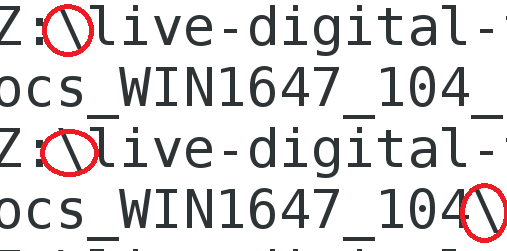 Z:\live-digital-
ocs_WIN1647_104_
Z:\live-digital-
ocs_WIN1647_104\